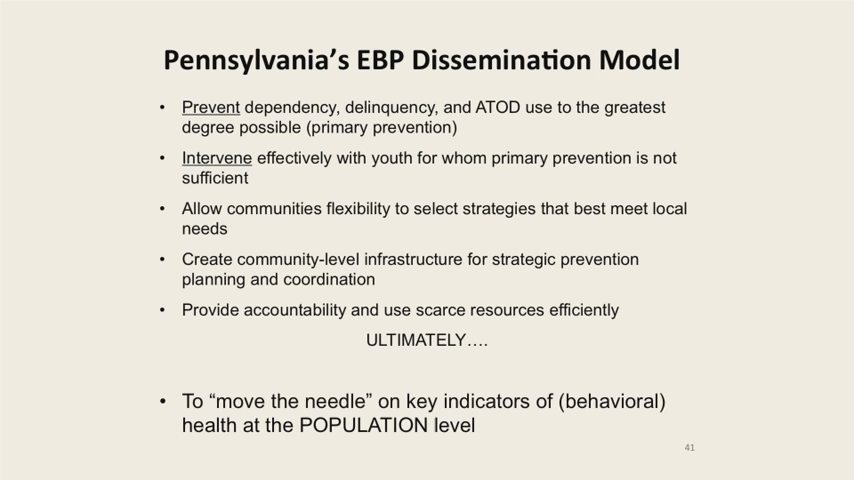 Pennsylvania’s EBP Dissemination Model
• Prevent dependency, delinquency, and ATOD use to the greatest
degree possible (primary prevention)
• Intervene effectively with youth for whom primary prevention is not
sufficient
• Allow communities flexibility to select strategies that best meet local
needs
• Create community-level infrastructure for strategic prevention
planning and coordination
• Provide accountability and use scarce resources efficiently
ULTIMATELY….
• To “move the needle” on key indicators of (behavioral)
health at the POPULATION level
41